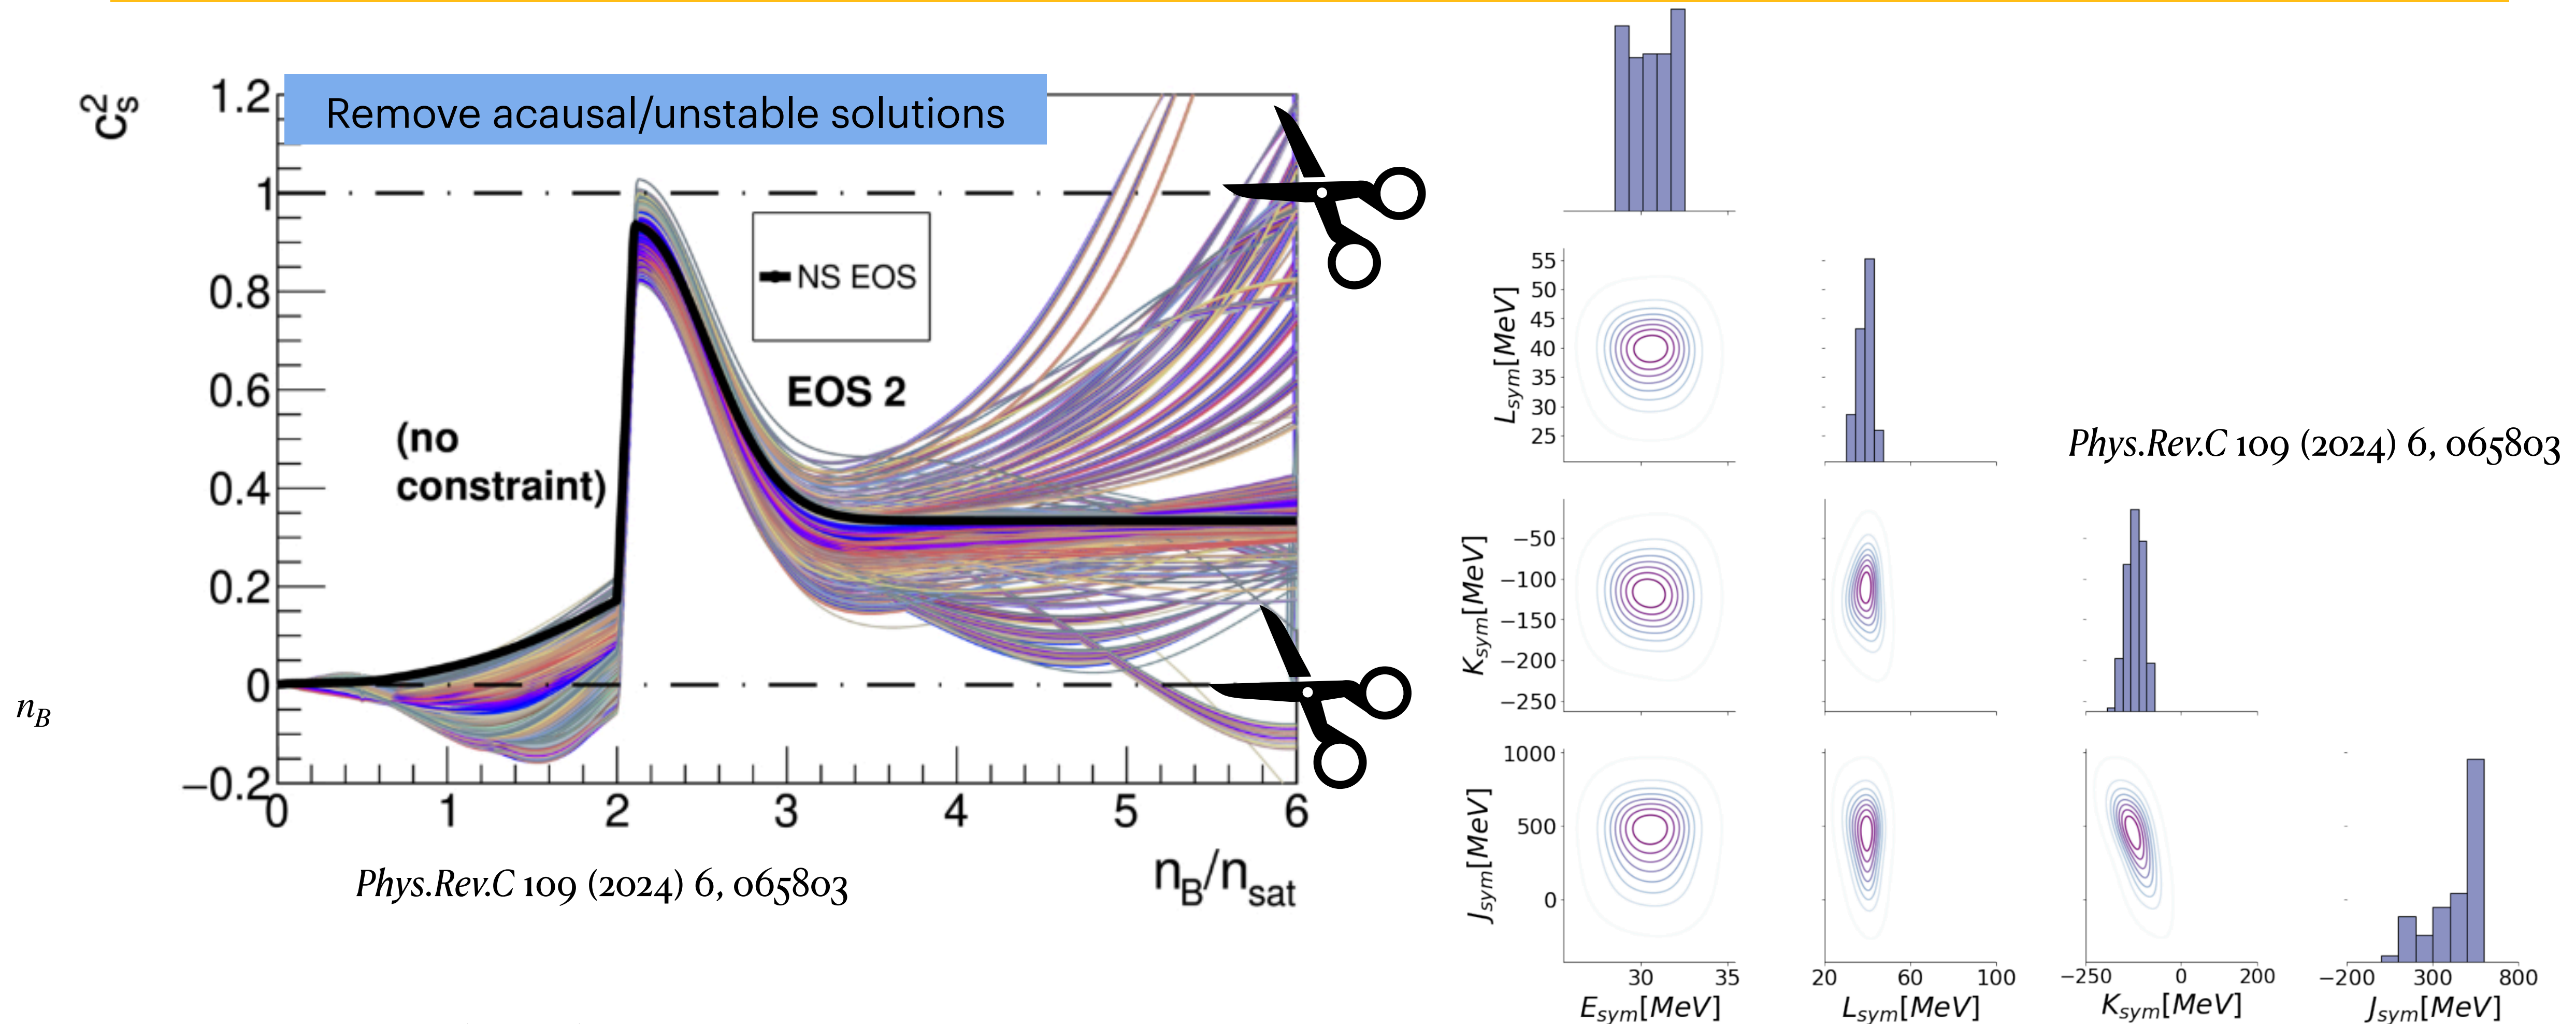 Remove acausal/unstable solutions
c_s^2
1.2
1
0.8
0.6
0.4
0.2
0
−0.2
NS EOS
EOS 2
(no
constraint)
n_B
0 1 2 3 4 5 6
n_B/n_sat
Phys.Rev.C 109 (2024) 6, 065803
L_sym[MeV]
55
50
45
40
35
30
25
Phys.Rev.C 109 (2024) 6, 065803
K_sym[MeV]
−50
−100
−150
−200
−250
J_sym[MeV]
1000
500
0
30 35
20 60 100
−250 0 200
−200 300 800
E_sym[MeV]
L_sym[MeV]
K_sym[MeV]
J_sym[MeV]